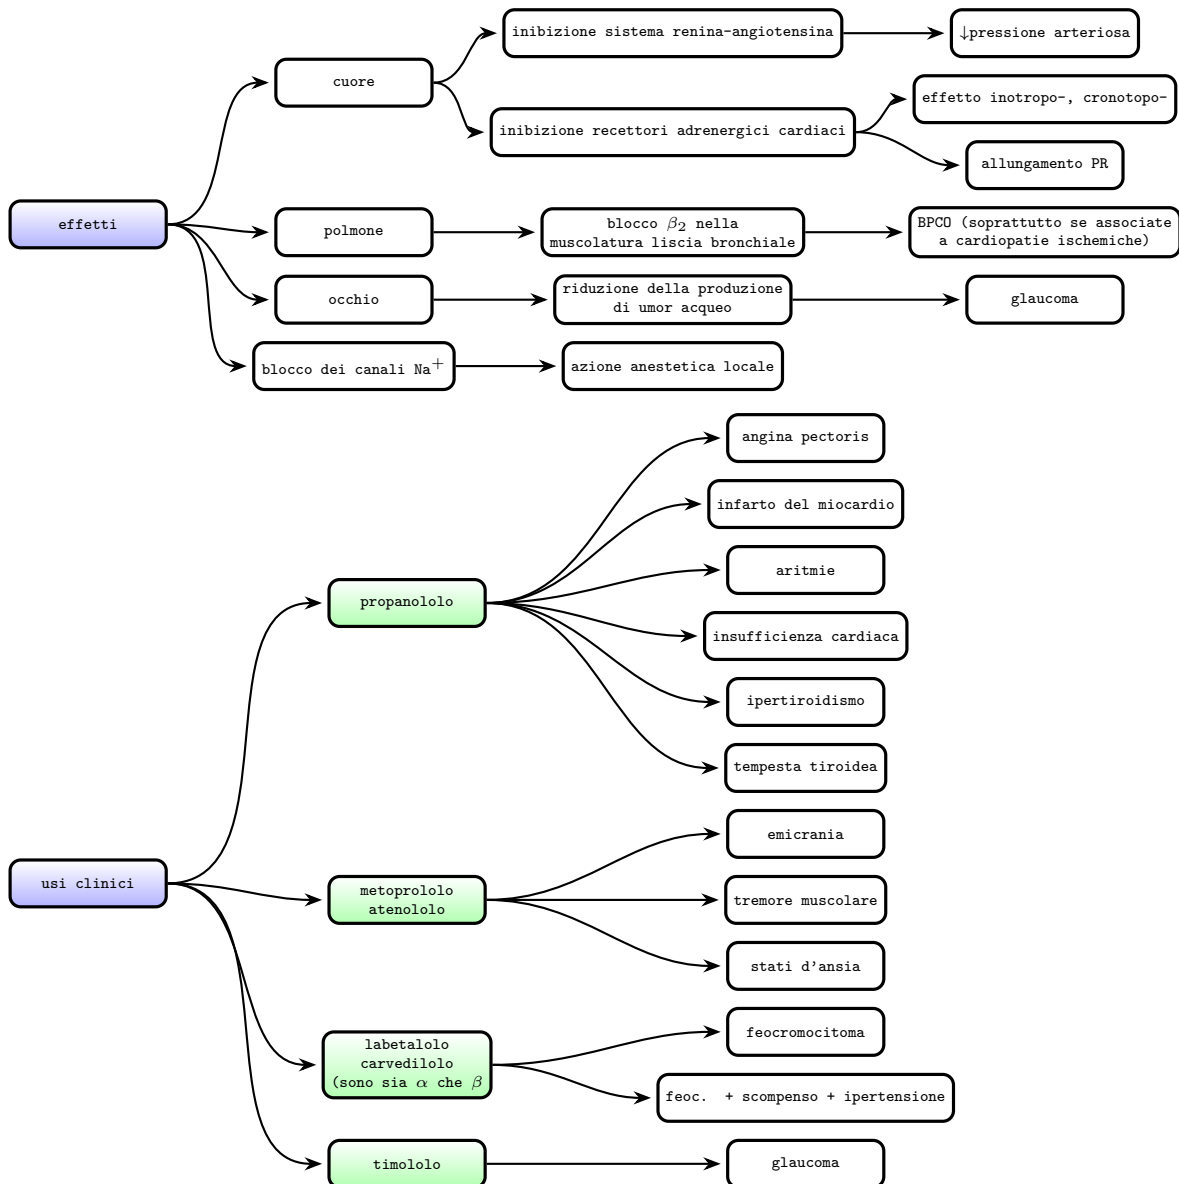 effetti
cuore
inibizione sistema renina-angiotensina
↓pressione arteriosa
inibizione recettori adrenergici cardiaci
effetto inotropo-, cronotopo-
allungamento PR
polmone
blocco β₂ nella
muscolatura liscia bronchiale
BPCO (soprattutto se associate
a cardiopatie ischemiche)
occhio
riduzione della produzione
di umor acqueo
glaucoma
blocco dei canali Na⁺
azione anestetica locale
usi clinici
propanololo
angina pectoris
infarto del miocardio
aritmie
insufficienza cardiaca
ipertiroidismo
tempesta tiroidea
metoprololo
atenololo
emicrania
tremore muscolare
stati d'ansia
labetalolo
carvedilolo
(sono sia α che β
feocromocitoma
feoc. + scompenso + ipertensione
timololo
glaucoma